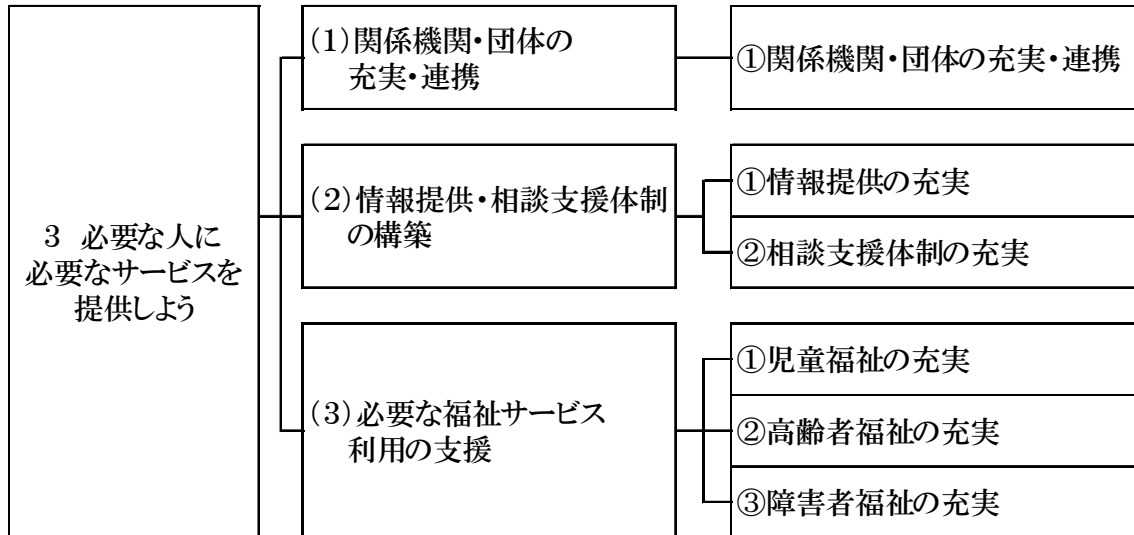 3 必要な人に
必要なサービスを
提供しよう
(1)関係機関・団体の
充実・連携
①関係機関・団体の充実・連携
(2)情報提供・相談支援体制
の構築
①情報提供の充実
②相談支援体制の充実
(3)必要な福祉サービス
利用の支援
①児童福祉の充実
②高齢者福祉の充実
③障害者福祉の充実